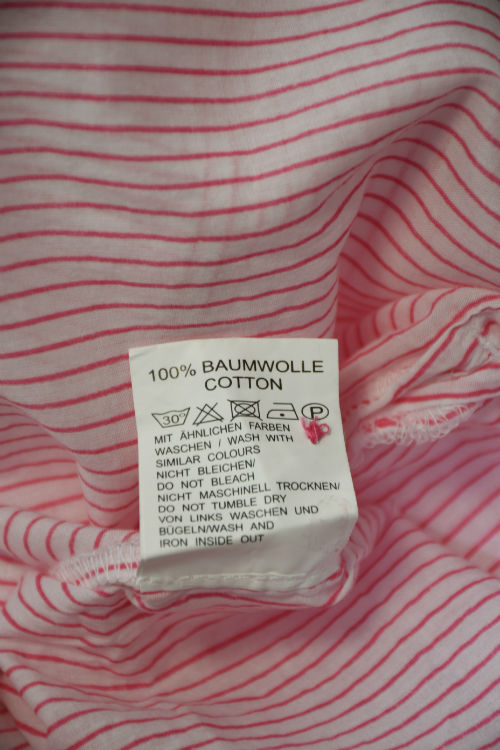 100% BAUMWOLLE
COTTON
30° P
MIT ÄHNLICHEN FARBEN
WASCHEN / WASH WITH
SIMILAR COLOURS
NICHT BLEICHEN/
DO NOT BLEACH
NICHT MASCHINELL TROCKNEN/
DO NOT TUMBLE DRY
VON LINKS WASCHEN UND
BÜGELN/WASH AND
IRON INSIDE OUT